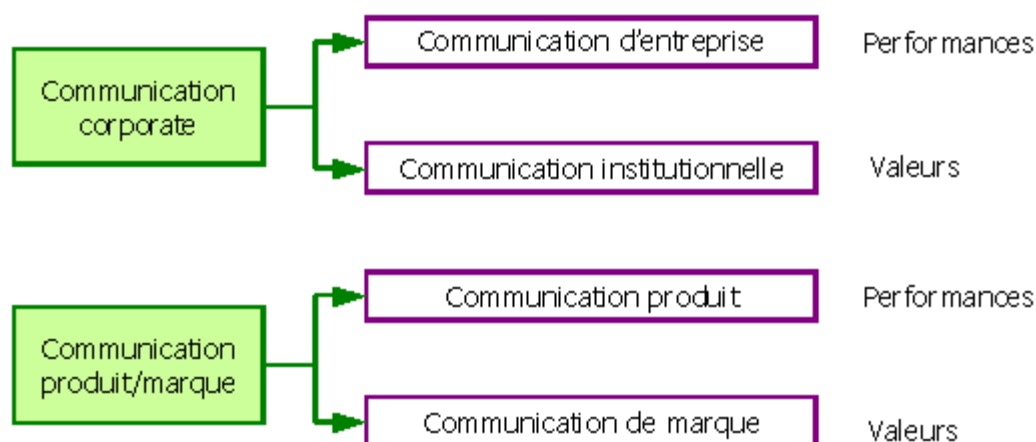 Communication d'entreprise
Performances
Communication
corporate
Communication institutionnelle
Valeurs
Communication produit
Performances
Communication
produit/marque
Communication de marque
Valeurs